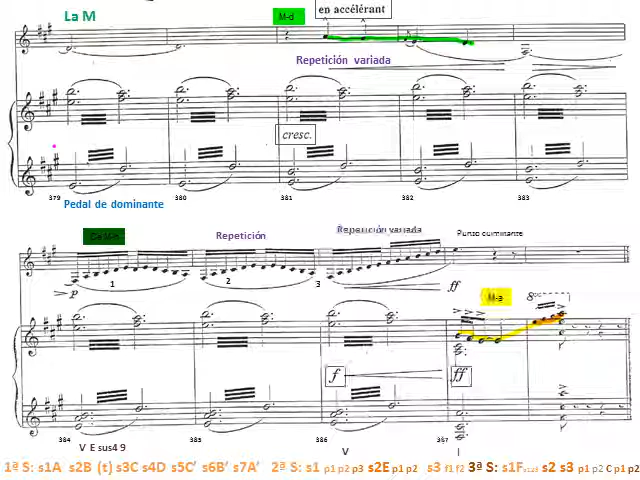 en accélérant
La M
M-d
Repetición variada
cresc.
379 380 381 382 383
Pedal de dominante
Repetición
Repetición variada
Punto culminante
1 2 3
> p
ff
M-a
8
f
ff
384 385 386 367
V E sus4 9
V
I
1ª S: s1A s2B (t) s3C s4D s5C' s6B' s7A' 2ª S: s1 p1 p2 p3 s2E p1 p2 s3 f1 f2 3ª S: s1F s2 s3 p1 p2 C p1 p2